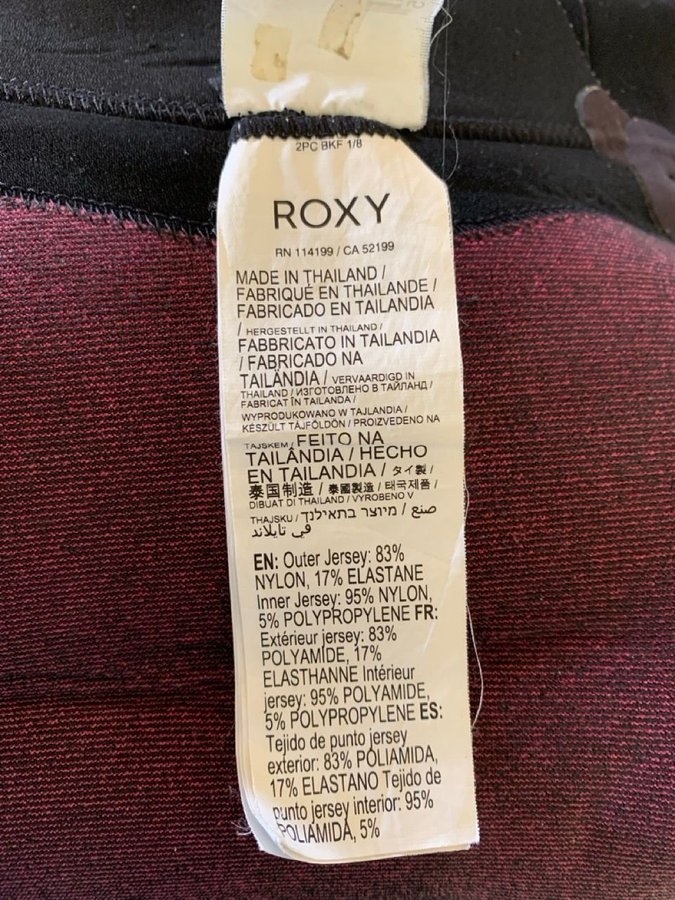 2PC BKF 1/8
ROXY
RN 114199 / CA 52199
MADE IN THAILAND /
FABRIQUÉ EN THAILANDE /
FABRICADO EN TAILANDIA
/ HERGESTELLT IN THAILAND /
FABBRICATO IN TAILANDIA
/ FABRICADO NA
TAILÂNDIA / VERVAARDIGD IN
THAILAND / ИЗГОТОВЛЕНО В ТАЙЛАНД /
FABRICAT ÎN TAILANDA /
WYPRODUKOWANO W TAJLANDIA /
KÉSZÜLT TÁJFÖLDÖN / PROIZVEDENO NA
TAJSKEM / FEITO NA
TAILÂNDIA / HECHO
EN TAILANDIA / タイ製 /
泰国制造 / 泰國製造 / 태국제품 /
DIBUAT DI THAILAND / VYROBENO V
THAJSKU / מיוצר בתאילנד / صنع
في تايلاند
EN: Outer Jersey: 83%
NYLON, 17% ELASTANE
Inner Jersey: 95% NYLON,
5% POLYPROPYLENE FR:
Extérieur jersey: 83%
POLYAMIDE, 17%
ELASTHANNE Intérieur
jersey: 95% POLYAMIDE,
5% POLYPROPYLENE ES:
Tejido de punto jersey
exterior: 83% POLIAMIDA,
17% ELASTANO Tejido de
punto jersey interior: 95%
POLIAMIDA, 5%